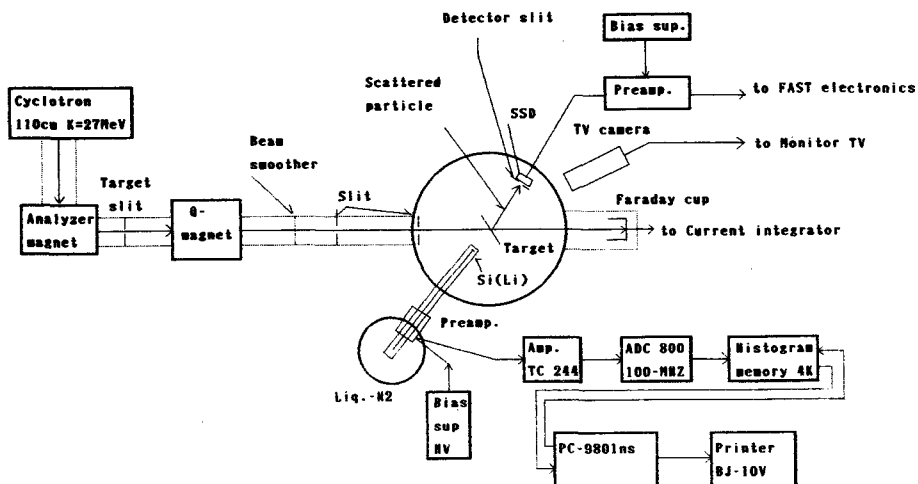 Detector slit
Bias sup.
Scattered
particle
SSD
Preamp.
to FAST electronics
Cyclotron
110cm K=27MeV
TV camera
to Monitor TV
Beam
smoother
Target
slit
Slit
Q-
magnet
Faraday cup
Analyzer
magnet
to Current integrator
Target
Si(Li)
Preamp.
Amp.
TC 244
ADC 800
100-MHZ
Histogram
memory 4K
Liq.-N2
Bias
sup
HV
PC-9801ns
Printer
BJ-10V